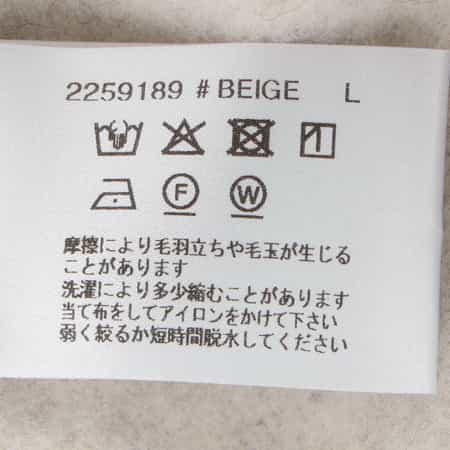 2259189 # BEIGE L
F W
摩擦により毛羽立ちや毛玉が生じる
ことがあります
洗濯により多少縮むことがあります
当て布をしてアイロンをかけて下さい
弱く絞るか短時間脱水してください